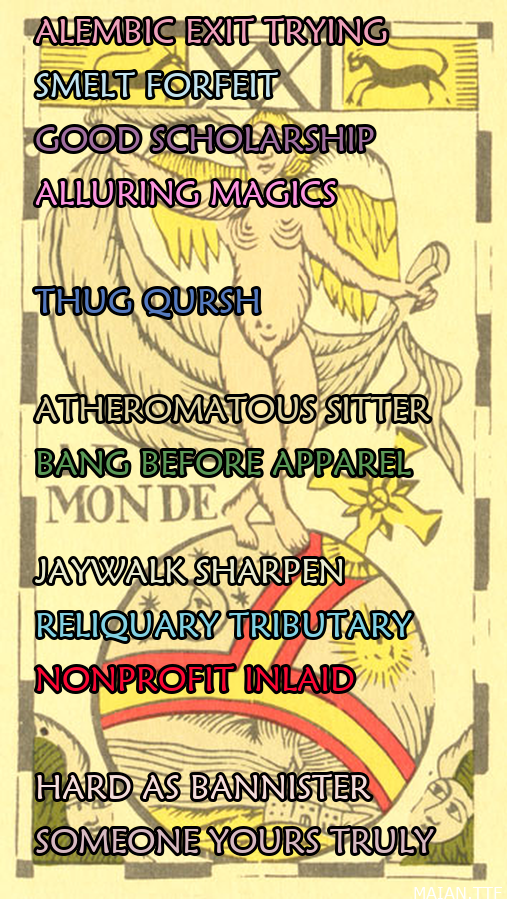 ALEMBIC EXIT TRYING
SMELT FORFEIT
GOOD SCHOLARSHIP
ALLURING MAGICS
THUG QURSH
ATHEROMATOUS SITTER
BANG BEFORE APPAREL
MONDE
JAYWALK SHARPEN
RELIQUARY TRIBUTARY
NONPROFIT INLAID
HARD AS BANNISTER
SOMEONE YOURS TRULY
MAIAN.TTF